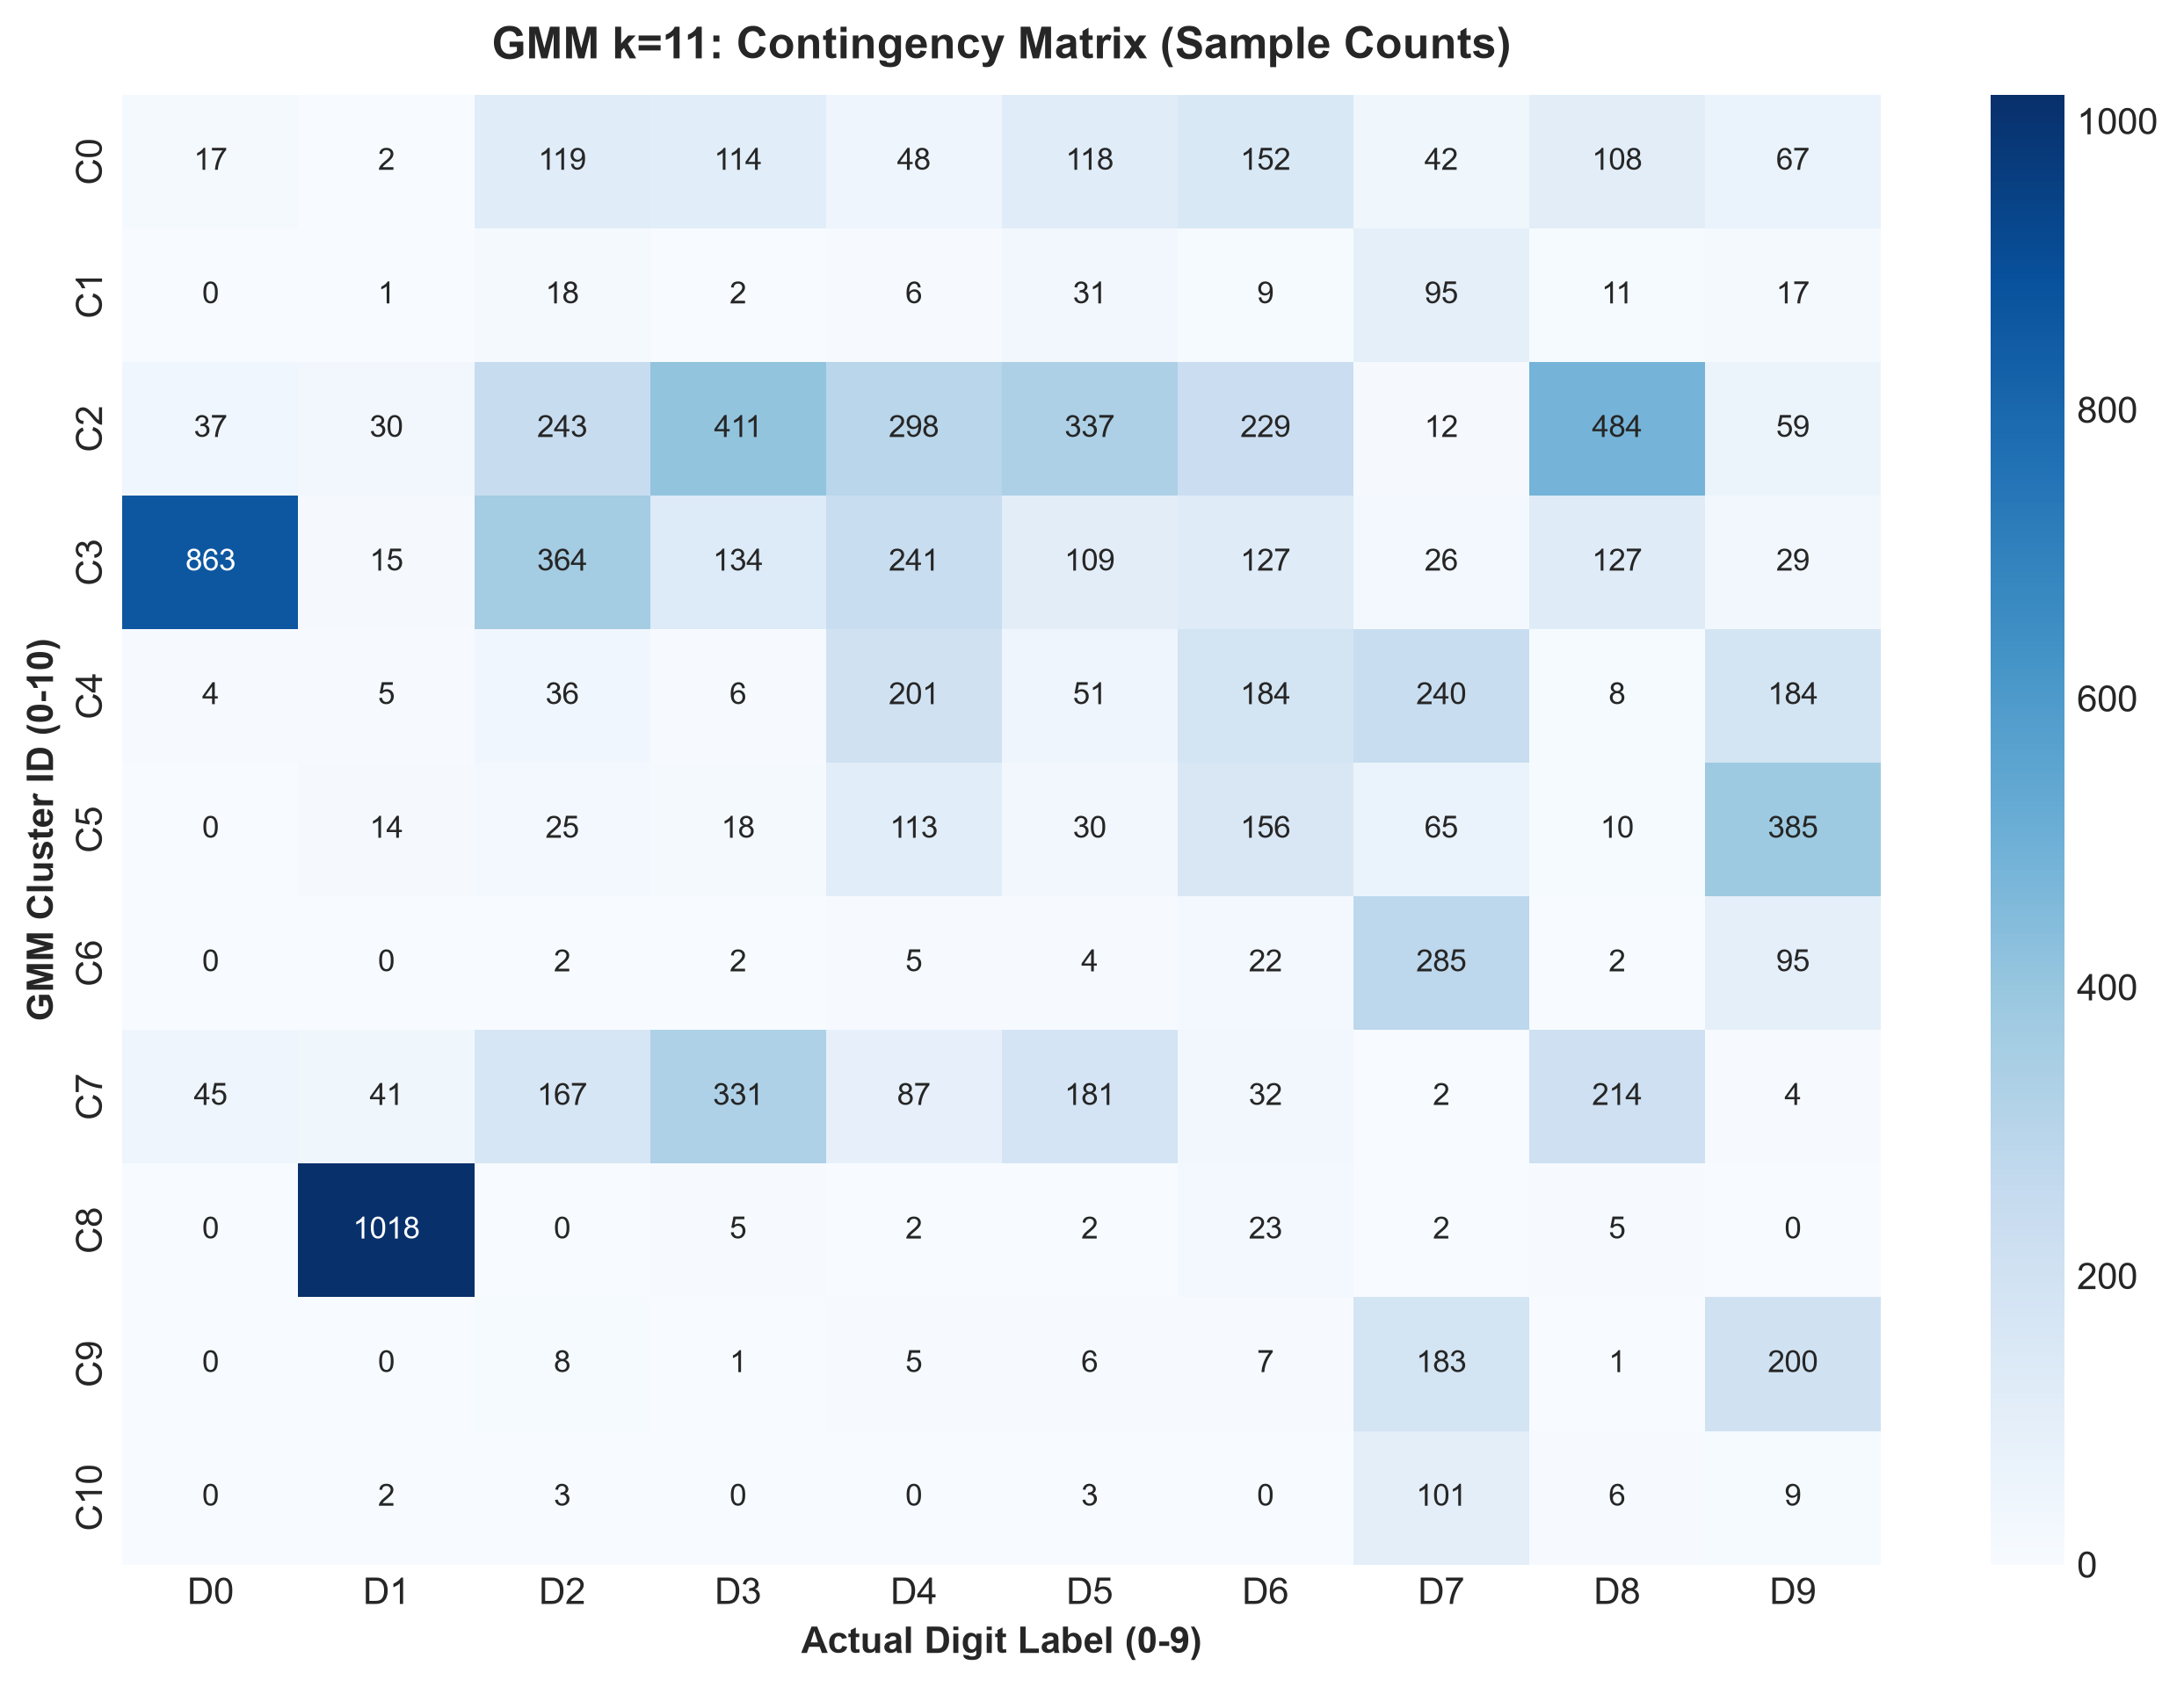 GMM k=11: Contingency Matrix (Sample Counts)
GMM Cluster ID (0-10)
C0 17 2 119 114 48 118 152 42 108 67
C1 0 1 18 2 6 31 9 95 11 17
C2 37 30 243 411 298 337 229 12 484 59
C3 863 15 364 134 241 109 127 26 127 29
C4 4 5 36 6 201 51 184 240 8 184
C5 0 14 25 18 113 30 156 65 10 385
C6 0 0 2 2 5 4 22 285 2 95
C7 45 41 167 331 87 181 32 2 214 4
C8 0 1018 0 5 2 2 23 2 5 0
C9 0 0 8 1 5 6 7 183 1 200
C10 0 2 3 0 0 3 0 101 6 9
D0 D1 D2 D3 D4 D5 D6 D7 D8 D9
Actual Digit Label (0-9)
1000
800
600
400
200
0